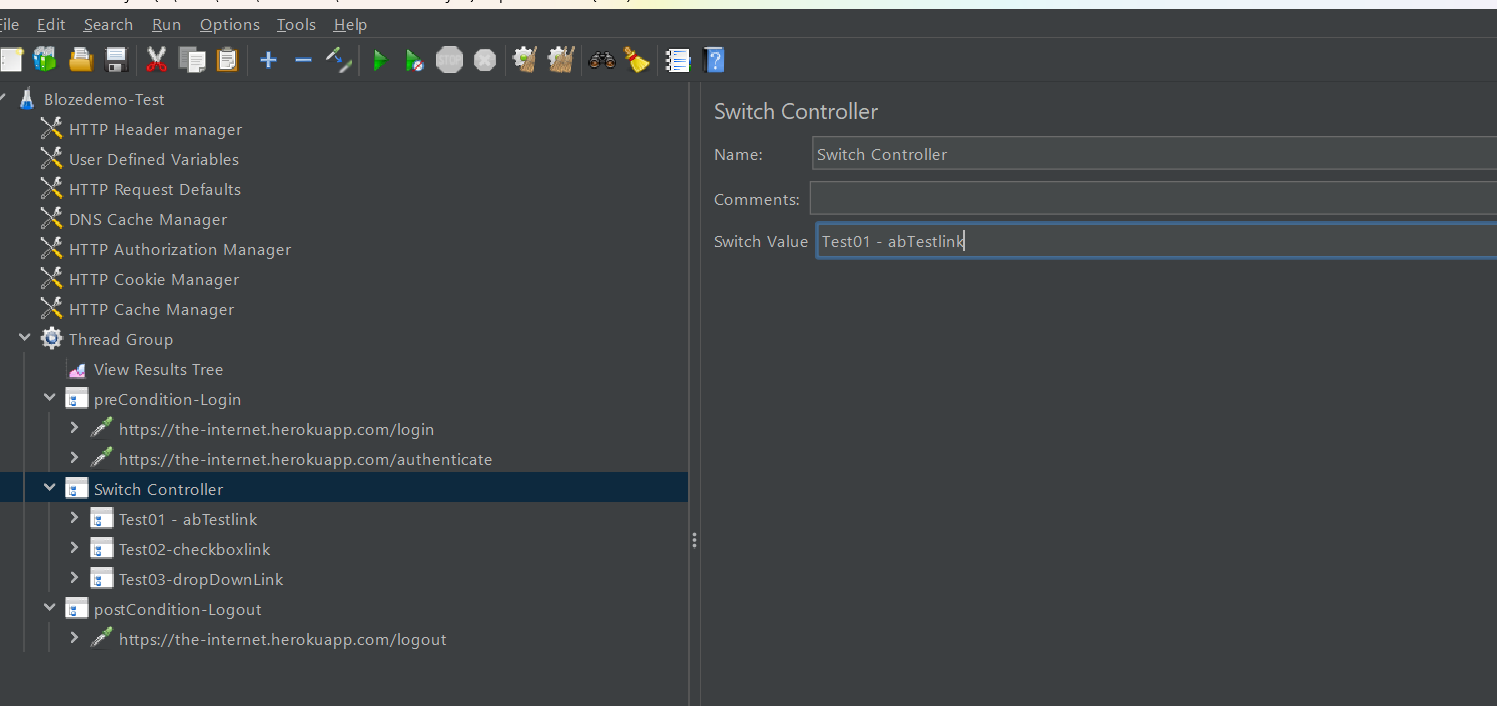 File Edit Search Run Options Tools Help
STOP
Blozedemo-Test
HTTP Header manager
User Defined Variables
HTTP Request Defaults
DNS Cache Manager
HTTP Authorization Manager
HTTP Cookie Manager
HTTP Cache Manager
Thread Group
View Results Tree
preCondition-Login
https://the-internet.herokuapp.com/login
https://the-internet.herokuapp.com/authenticate
Switch Controller
Test01 - abTestlink
Test02-checkboxlink
Test03-dropDownLink
postCondition-Logout
https://the-internet.herokuapp.com/logout
Switch Controller
Name: Switch Controller
Comments:
Switch Value Test01 - abTestlink